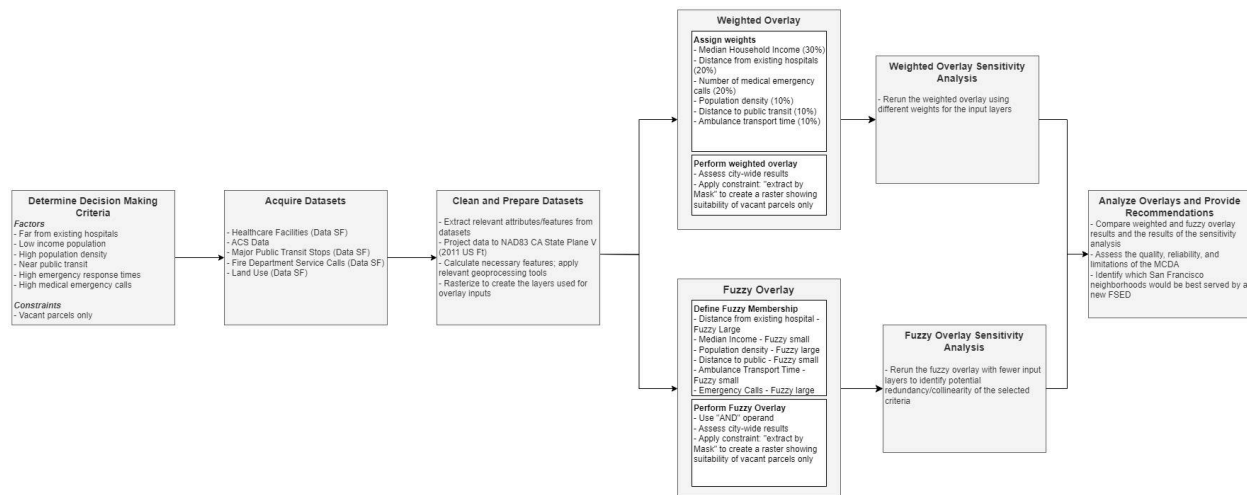 Determine Decision Making
Criteria
Factors
- Far from existing hospitals
- Low income population
- High population density
- Near public transit
- High emergency response times
- High medical emergency calls
Constraints
- Vacant parcels only
Acquire Datasets
- Healthcare Facilities (Data SF)
- ACS Data
- Major Public Transit Stops (Data SF)
- Fire Department Service Calls (Data SF)
- Land Use (Data SF)
Clean and Prepare Datasets
- Extract relevant attributes/features from
datasets
- Project data to NAD83 CA State Plane V
(2011 US Ft)
- Calculate necessary features; apply
relevant geoprocessing tools
- Rasterize to create the layers used for
overlay inputs
Weighted Overlay
Assign weights
- Median Household Income (30%)
- Distance from existing hospitals
(20%)
- Number of medical emergency
calls (20%)
- Population density (10%)
- Distance to public transit (10%)
- Ambulance transport time (10%)
Perform weighted overlay
- Assess city-wide results
- Apply constraint: "extract by
Mask" to create a raster showing
suitability of vacant parcels only
Weighted Overlay Sensitivity
Analysis
- Rerun the weighted overlay using
different weights for the input layers
Fuzzy Overlay
Define Fuzzy Membership
- Distance from existing hospital -
Fuzzy Large
- Median Income - Fuzzy small
- Population density - Fuzzy large
- Distance to public - Fuzzy small
- Ambulance Transport Time -
Fuzzy small
- Emergency Calls - Fuzzy large
Perform Fuzzy Overlay
- Use "AND" operand
- Assess city-wide results
- Apply constraint: "extract by
Mask" to create a raster showing
suitability of vacant parcels only
Fuzzy Overlay Sensitivity
Analysis
- Rerun the fuzzy overlay with fewer input
layers to identify potential
redundancy/collinearity of the selected
criteria
Analyze Overlays and Provide
Recommendations
- Compare weighted and fuzzy overlay
results and the results of the sensitivity
analysis
- Assess the quality, reliability, and
limitations of the MCDA
- Identify which San Francisco
neighborhoods would be best served by a
new FSED